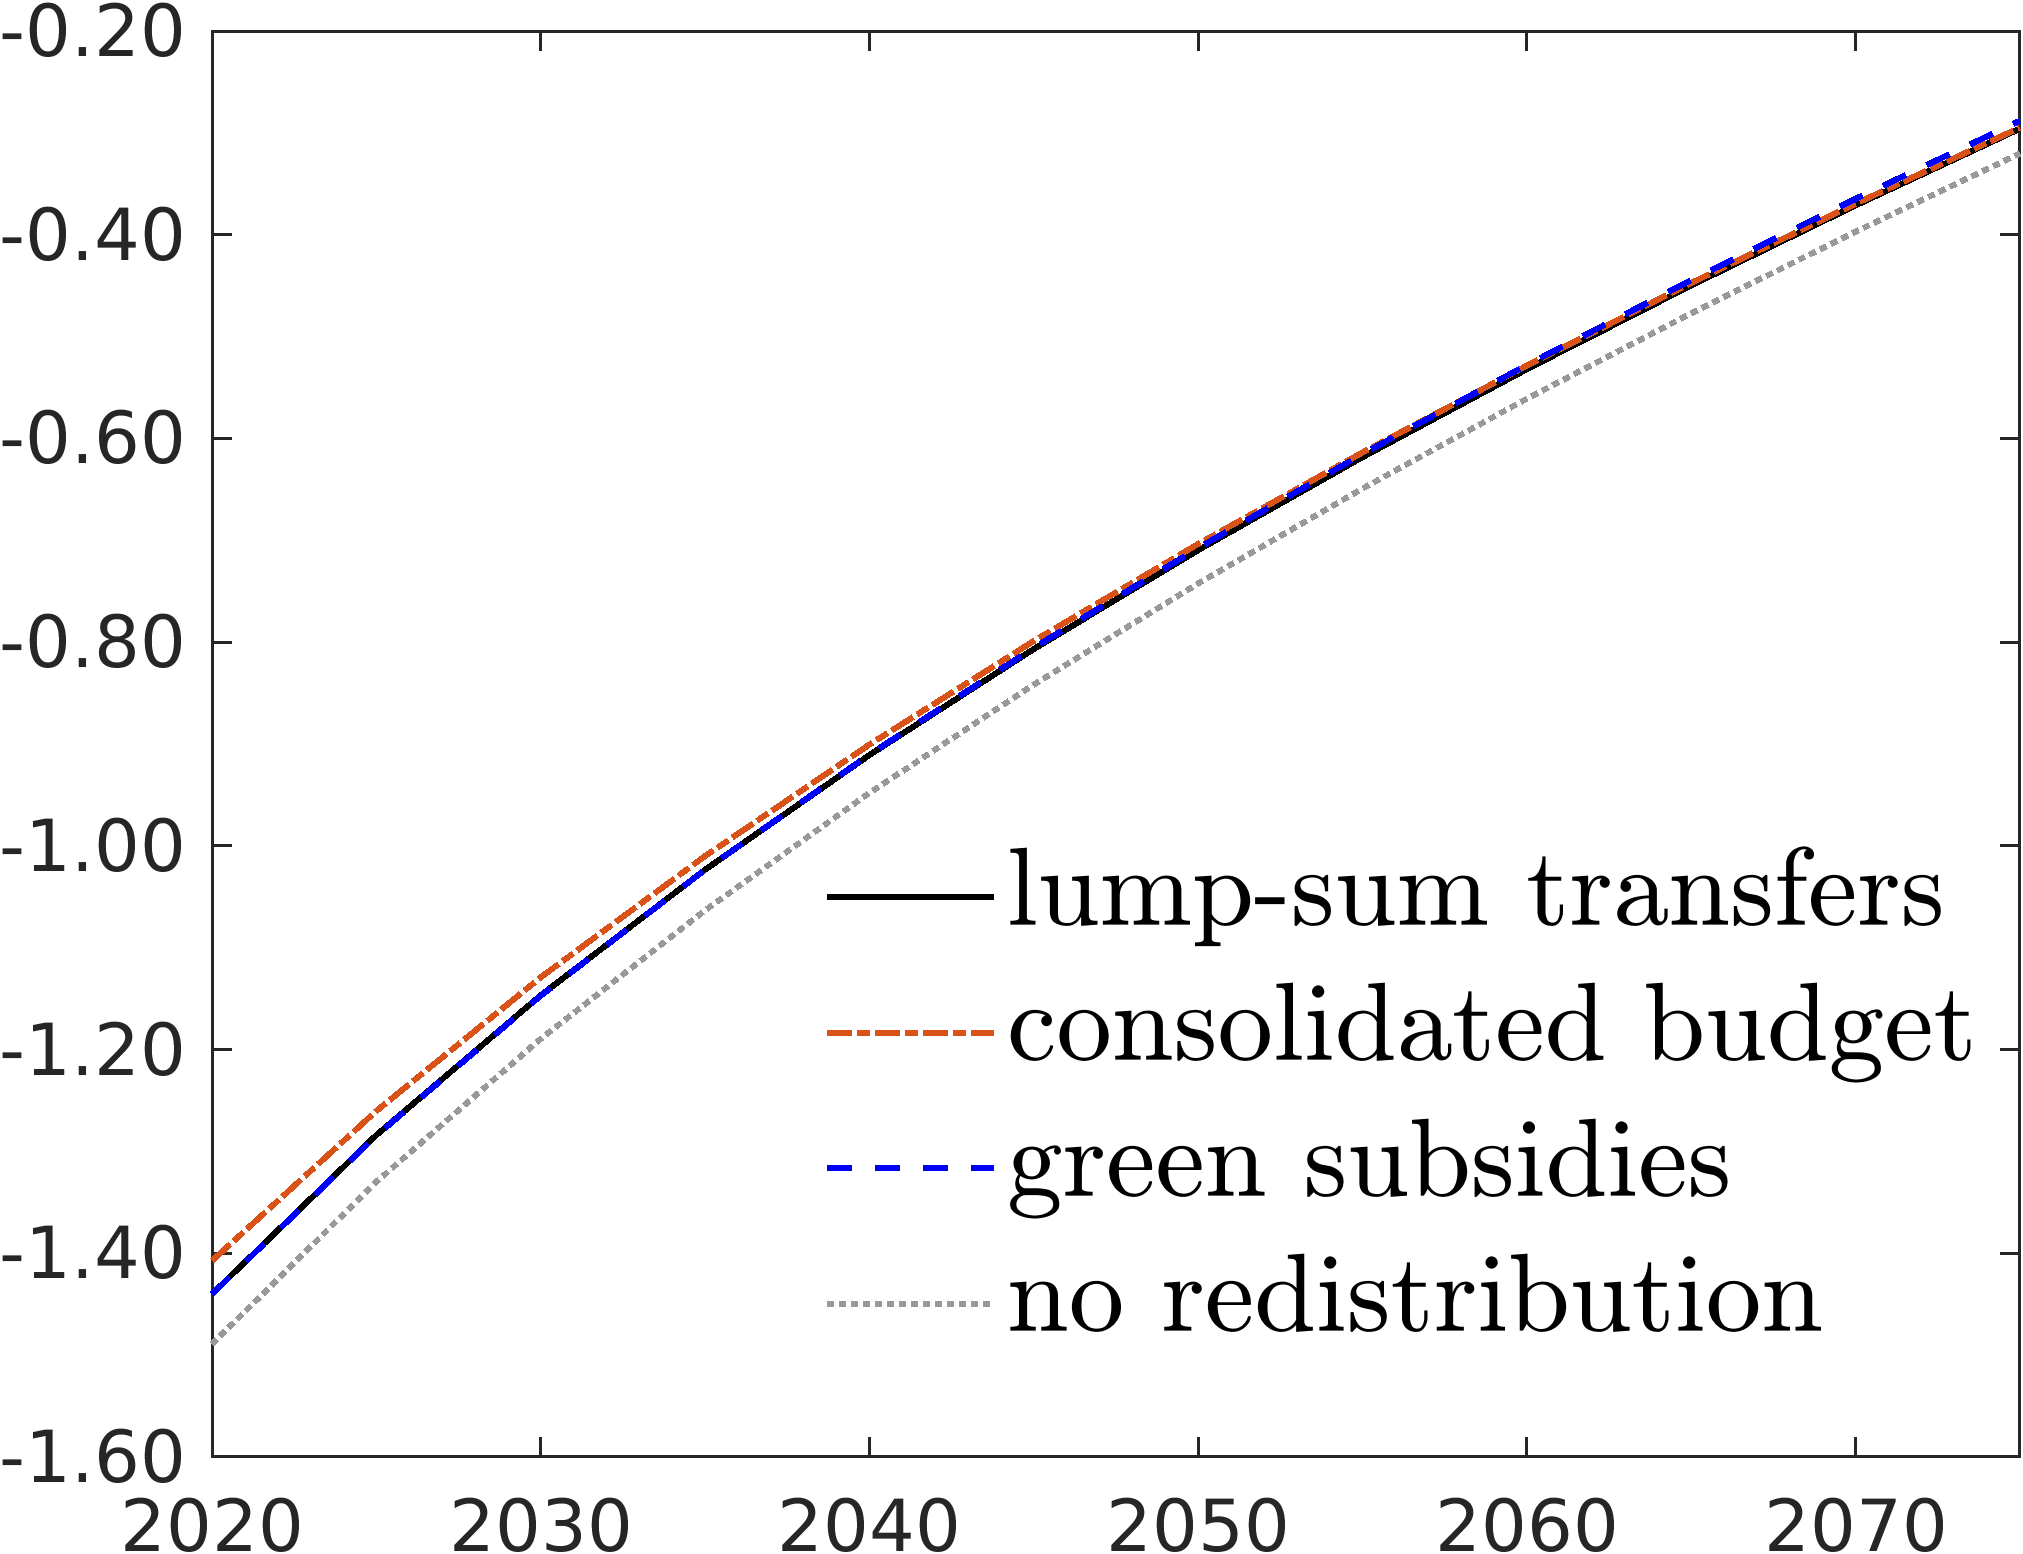 -0.20
-0.40
-0.60
-0.80
-1.00
-1.20
-1.40
-1.60
lump-sum transfers
consolidated budget
green subsidies
no redistribution
2020 2030 2040 2050 2060 2070